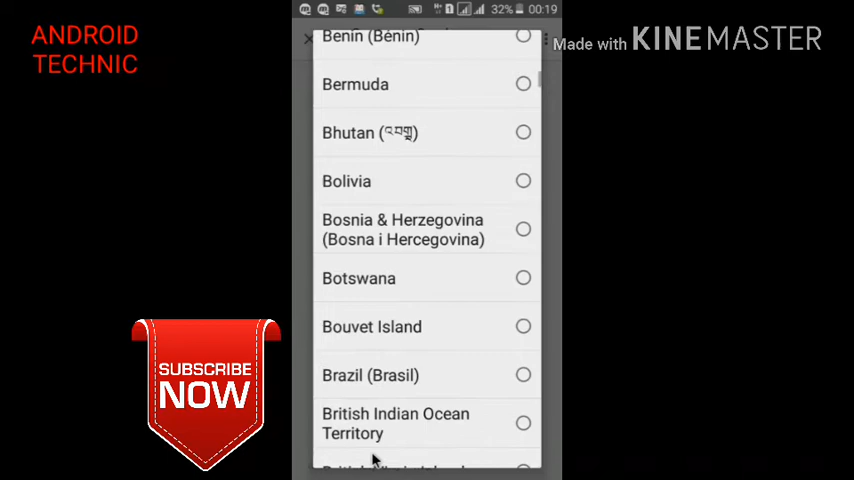 ANDROID
TECHNIC
32% 00:19
Made with KINEMASTER
Benin (Bénin)
Bermuda
Bhutan (འབྲུག)
Bolivia
Bosnia & Herzegovina
(Bosna i Hercegovina)
Botswana
Bouvet Island
Brazil (Brasil)
British Indian Ocean
Territory
SUBSCRIBE
NOW